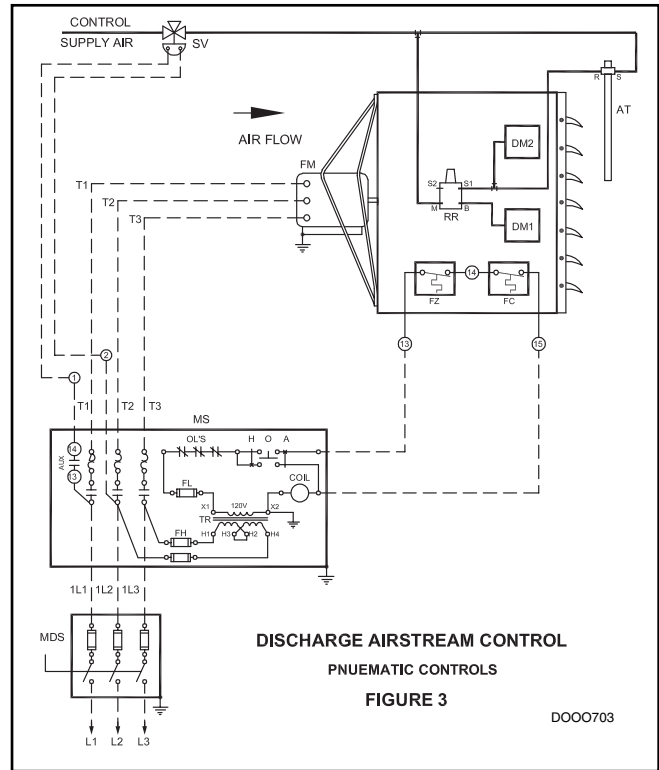 CONTROL
SUPPLY AIR
SV
R S
AT
AIR FLOW
FM
DM2
T1
S2 S1
T2
M B
RR
DM1
T3
14
FZ FC
13 15
2
1
T1 T2 T3
MS
OL'S H O A
14
AUX
13
FL
COIL
X1 120V X2
TR
FH H1 H3 H2 H4
1L1 1L2 1L3
MDS
DISCHARGE AIRSTREAM CONTROL
PNUEMATIC CONTROLS
FIGURE 3
DOOO703
L1 L2 L3